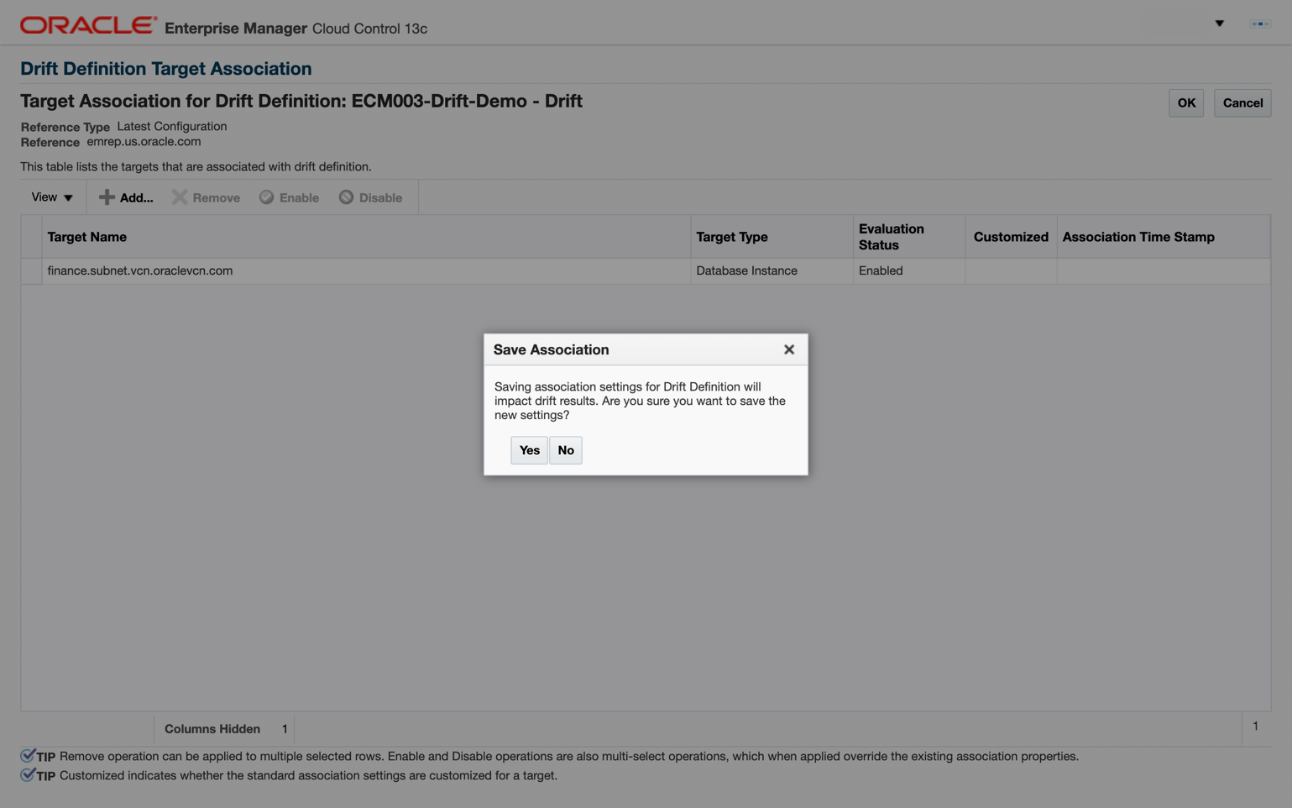 ORACLE Enterprise Manager Cloud Control 13c
Drift Definition Target Association
Target Association for Drift Definition: ECM003-Drift-Demo - Drift
OK Cancel
Reference Type Latest Configuration
Reference emrep.us.oracle.com
This table lists the targets that are associated with drift definition.
View Add... Remove Enable Disable
Target Name Target Type Evaluation Status Customized Association Time Stamp
finance.subnet.vcn.oraclevcn.com Database Instance Enabled
Save Association
Saving association settings for Drift Definition will
impact drift results. Are you sure you want to save the
new settings?
Yes No
Columns Hidden 1
1
TIP Remove operation can be applied to multiple selected rows. Enable and Disable operations are also multi-select operations, which when applied override the existing association properties.
TIP Customized indicates whether the standard association settings are customized for a target.